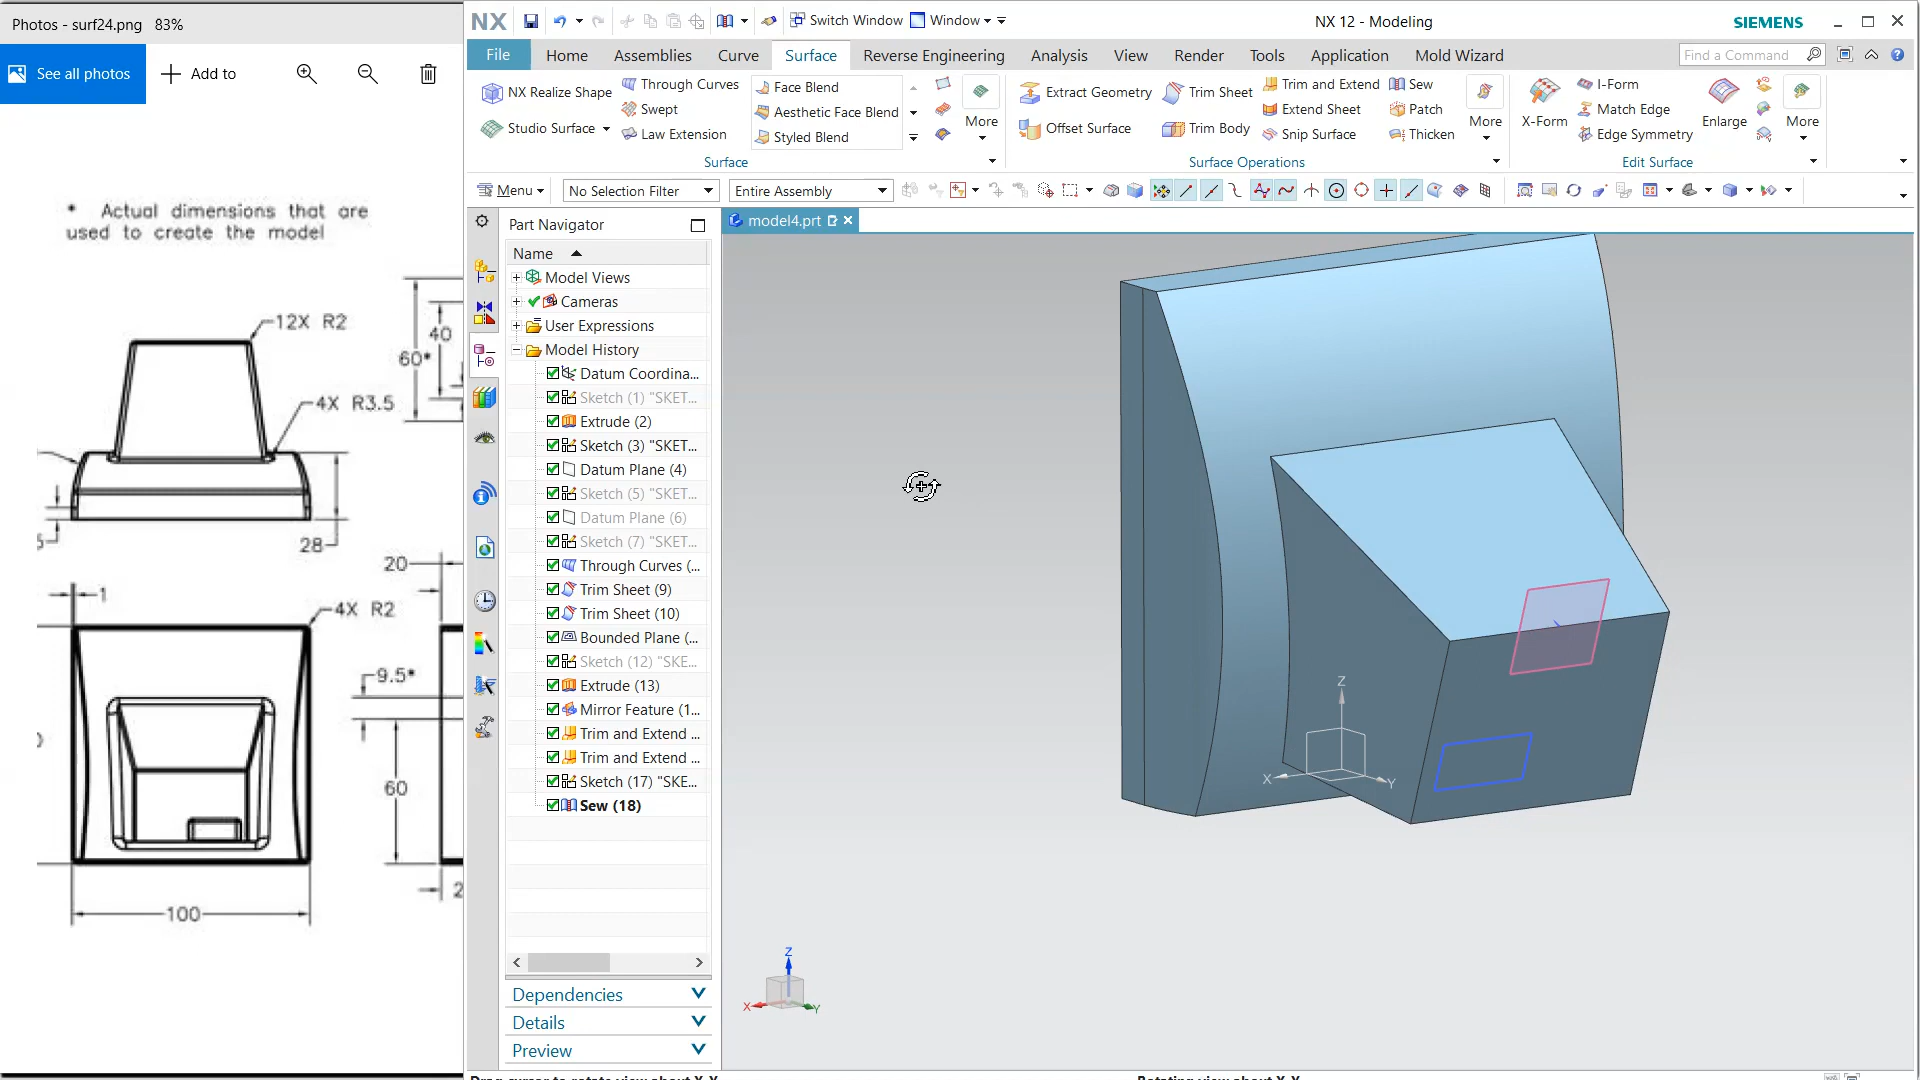 Photos - surf24.png 83%
See all photos
Add to
* Actual dimensions that are
used to create the model
12X R2
40
60*
4X R3.5
28
20
1
4X R2
9.5*
60
100
NX
Switch Window
Window
NX 12 - Modeling
SIEMENS
File
Home
Assemblies
Curve
Surface
Reverse Engineering
Analysis
View
Render
Tools
Application
Mold Wizard
Find a Command
NX Realize Shape
Studio Surface
Through Curves
Swept
Law Extension
Face Blend
Aesthetic Face Blend
Styled Blend
More
Surface
Extract Geometry
Offset Surface
Trim Sheet
Trim Body
Trim and Extend
Extend Sheet
Snip Surface
Sew
Patch
Thicken
More
Surface Operations
X-Form
I-Form
Match Edge
Edge Symmetry
Enlarge
More
Edit Surface
Menu
No Selection Filter
Entire Assembly
Part Navigator
model4.prt
Name
Model Views
Cameras
User Expressions
Model History
Datum Coordina...
Sketch (1) "SKET...
Extrude (2)
Sketch (3) "SKET...
Datum Plane (4)
Sketch (5) "SKET...
Datum Plane (6)
Sketch (7) "SKET...
Through Curves (...
Trim Sheet (9)
Trim Sheet (10)
Bounded Plane (...
Sketch (12) "SKE...
Extrude (13)
Mirror Feature (1...
Trim and Extend ...
Trim and Extend ...
Sketch (17) "SKE...
Sew (18)
Dependencies
Details
Preview
Z
X
Y
Z
X
Y